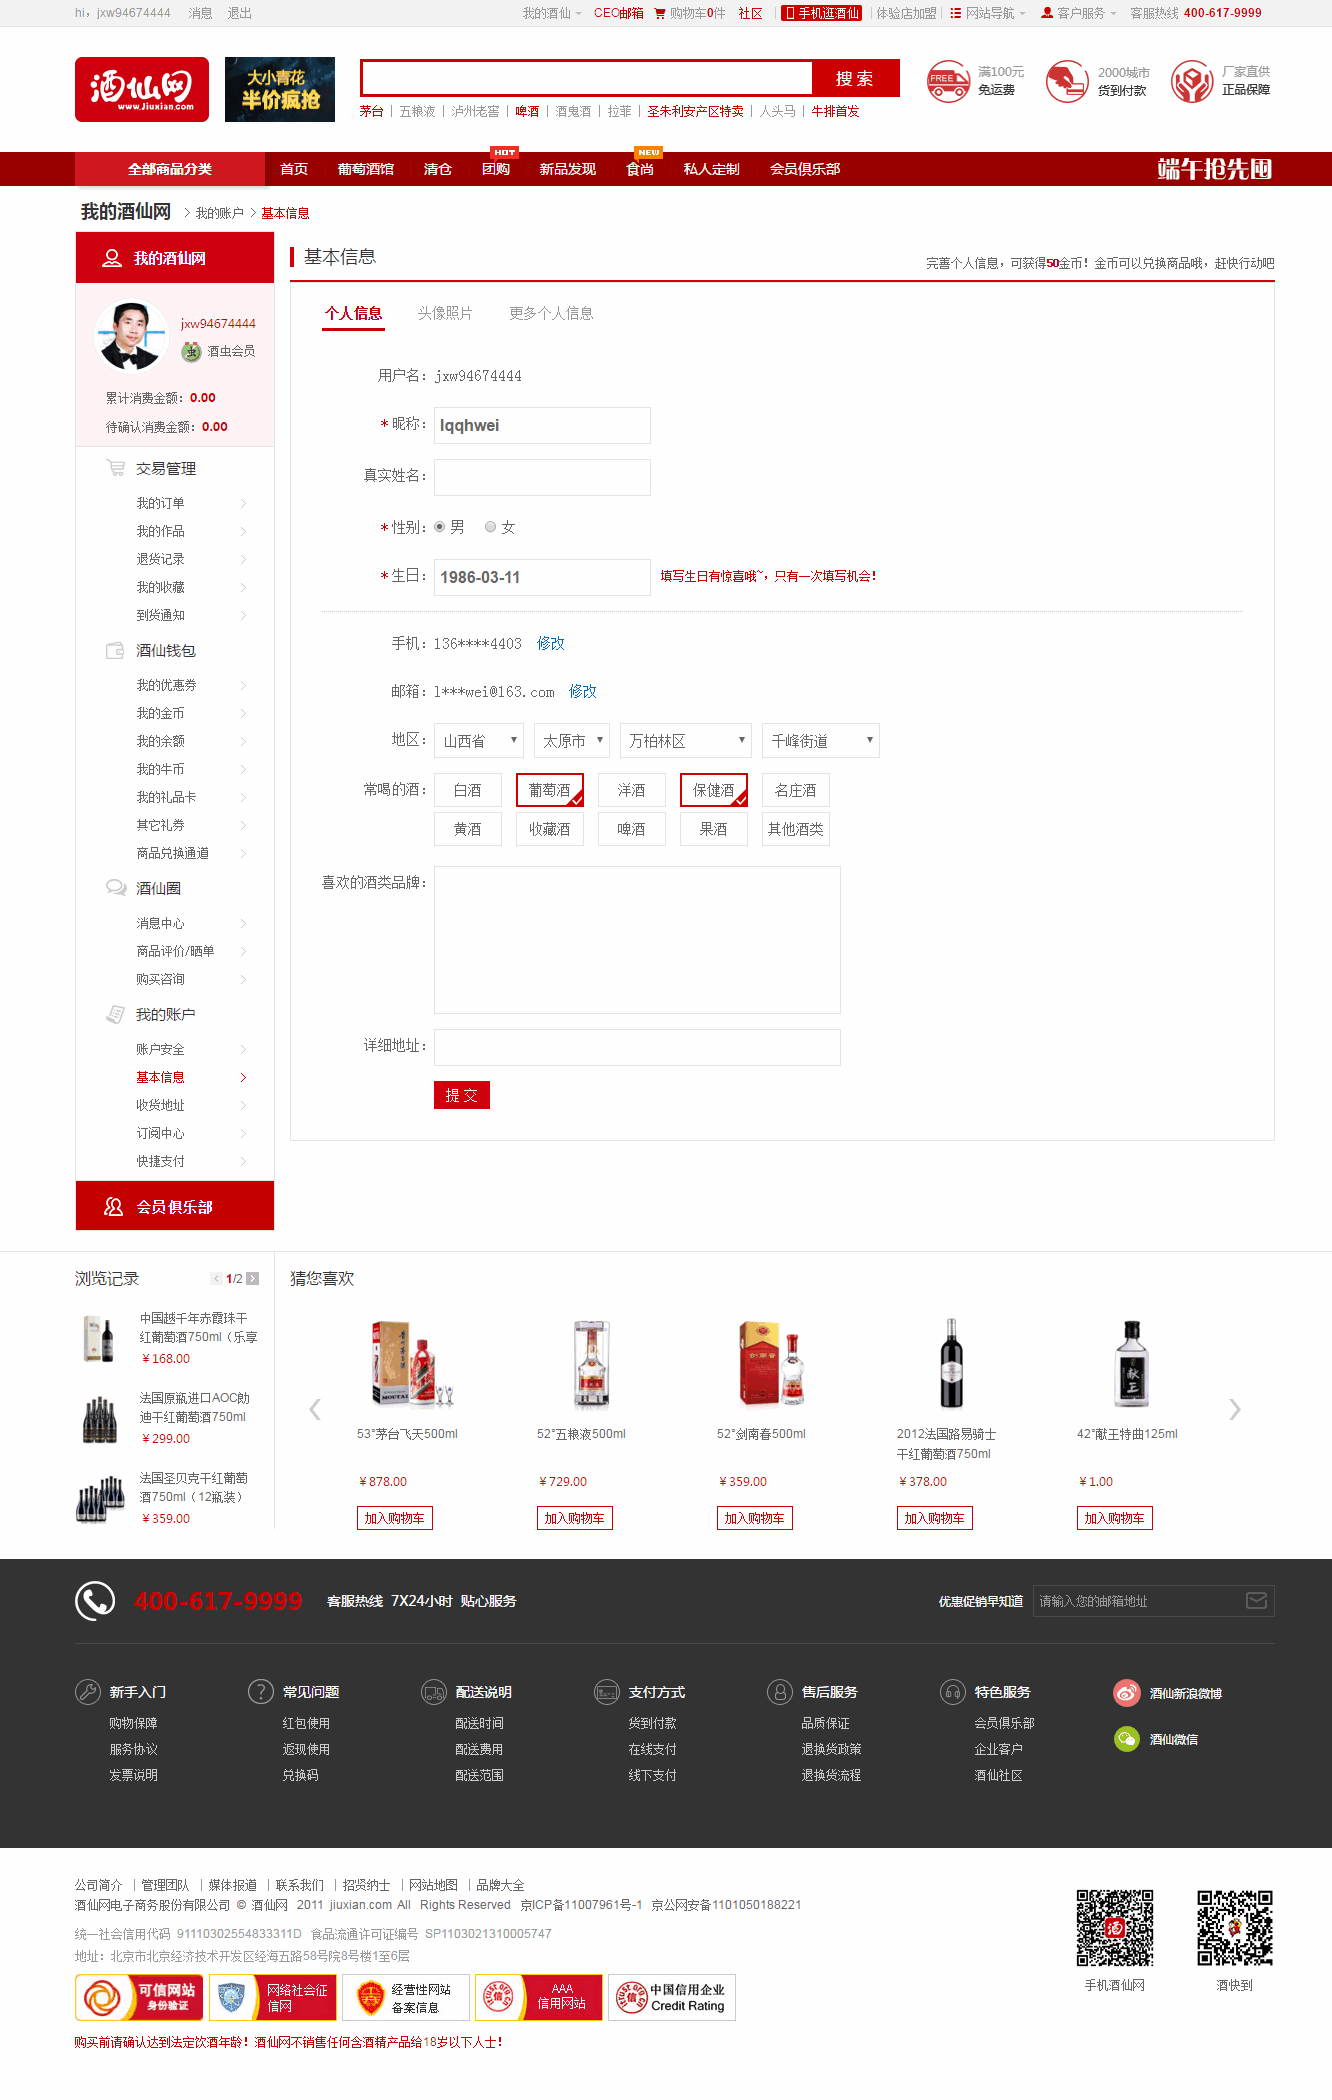 hi，jxw94674444 消息 退出
我的酒仙 CEO邮箱 购物车0件 社区 手机逛酒仙 体验店加盟 网站导航 客户服务 客服热线 400-617-9999
酒仙网
www.jiuxian.com
大小青花
半价疯抢
搜 索
茅台 五粮液 泸州老窖 啤酒 酒鬼酒 拉菲 圣朱利安产区特卖 人头马 牛排首发
FREE
满100元
免运费
2000城市
货到付款
厂家直供
正品保障
HOT
NEW
全部商品分类 首页 葡萄酒馆 清仓 团购 新品发现 食尚 私人定制 会员俱乐部
端午抢先囤
我的酒仙网 > 我的账户 > 基本信息
我的酒仙网
jxw94674444
酒虫会员
累计消费金额：0.00
待确认消费金额：0.00
交易管理
我的订单
我的作品
退货记录
我的收藏
到货通知
酒仙钱包
我的优惠券
我的金币
我的余额
我的牛币
我的礼品卡
其它礼券
商品兑换通道
酒仙圈
消息中心
商品评价/晒单
购买咨询
我的账户
账户安全
基本信息
收货地址
订阅中心
快捷支付
会员俱乐部
基本信息
完善个人信息，可获得50金币！金币可以兑换商品哦，赶快行动吧
个人信息 头像照片 更多个人信息
用户名：jxw94674444
*昵称：lqqhwei
真实姓名：
*性别：男 女
*生日：1986-03-11 填写生日有惊喜哦~，只有一次填写机会！
手机：136****4403 修改
邮箱：l***wei@163.com 修改
地区：山西省 太原市 万柏林区 千峰街道
常喝的酒：白酒 葡萄酒 洋酒 保健酒 名庄酒
黄酒 收藏酒 啤酒 果酒 其他酒类
喜欢的酒类品牌：
详细地址：
提 交
浏览记录 < 1/2 >
中国越千年赤霞珠干
红葡萄酒750ml（乐享
￥168.00
法国原瓶进口AOC勋
迪干红葡萄酒750ml
￥299.00
法国圣贝克干红葡萄
酒750ml（12瓶装）
￥359.00
猜您喜欢
53°茅台飞天500ml
￥878.00
加入购物车
52°五粮液500ml
￥729.00
加入购物车
52°剑南春500ml
￥359.00
加入购物车
2012法国路易骑士
干红葡萄酒750ml
￥378.00
加入购物车
42°献王特曲125ml
￥1.00
加入购物车
400-617-9999 客服热线 7X24小时 贴心服务
优惠促销早知道 请输入您的邮箱地址
新手入门
购物保障
服务协议
发票说明
常见问题
红包使用
返现使用
兑换码
配送说明
配送时间
配送费用
配送范围
支付方式
货到付款
在线支付
线下支付
售后服务
品质保证
退换货政策
退换货流程
特色服务
会员俱乐部
企业客户
酒仙社区
酒仙新浪微博
酒仙微信
公司简介 | 管理团队 | 媒体报道 | 联系我们 | 招贤纳士 | 网站地图 | 品牌大全
酒仙网电子商务股份有限公司 © 酒仙网 2011 jiuxian.com All Rights Reserved 京ICP备11007961号-1 京公网安备1101050188221
统一社会信用代码 91110302554833311D 食品流通许可证编号 SP1103021310005747
地址：北京市北京经济技术开发区经海五路58号院8号楼1至6层
可信网站
身份验证
网络社会征
信网
经营性网站
备案信息
AAA
信用网站
中国信用企业
Credit Rating
手机酒仙网
酒快到
购买前请确认达到法定饮酒年龄！酒仙网不销售任何含酒精产品给18岁以下人士！